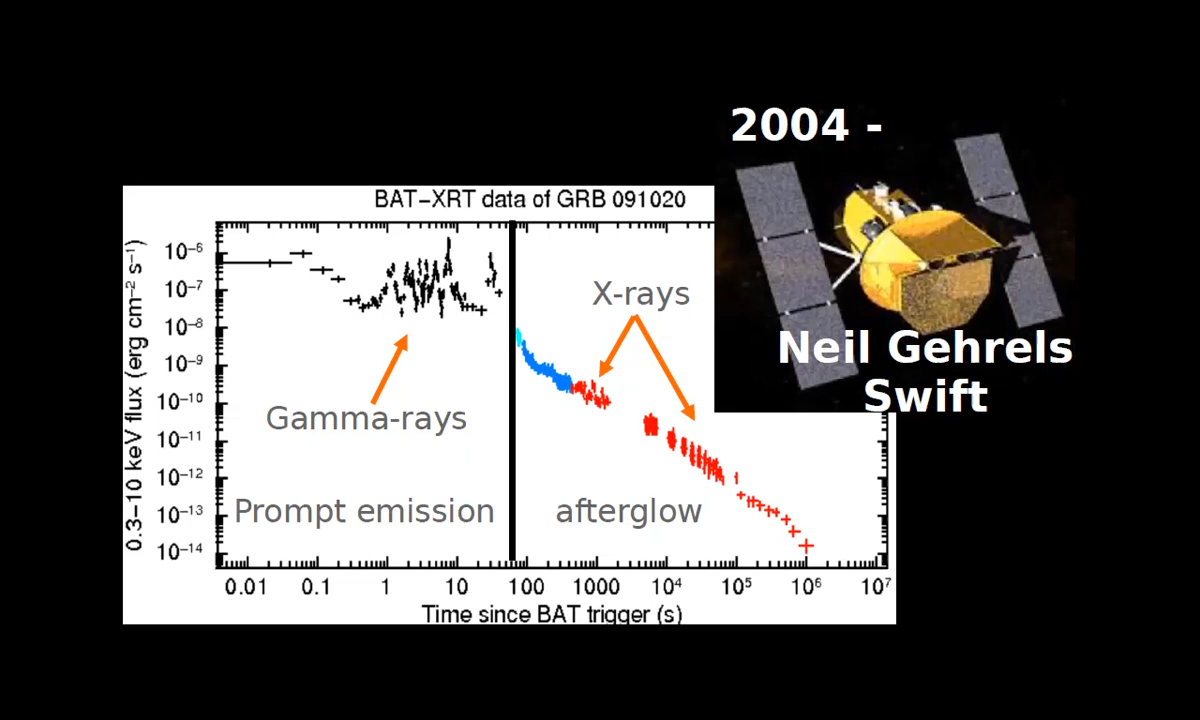 2004 -
BAT−XRT data of GRB 091020
0.3−10 keV flux (erg cm⁻² s⁻¹)
10⁻⁶
10⁻⁷
10⁻⁸
10⁻⁹
10⁻¹⁰
10⁻¹¹
10⁻¹²
10⁻¹³
10⁻¹⁴
X-rays
Neil Gehrels
Swift
Gamma-rays
Prompt emission
afterglow
0.01 0.1 1 10 100 1000 10⁴ 10⁵ 10⁶ 10⁷
Time since BAT trigger (s)